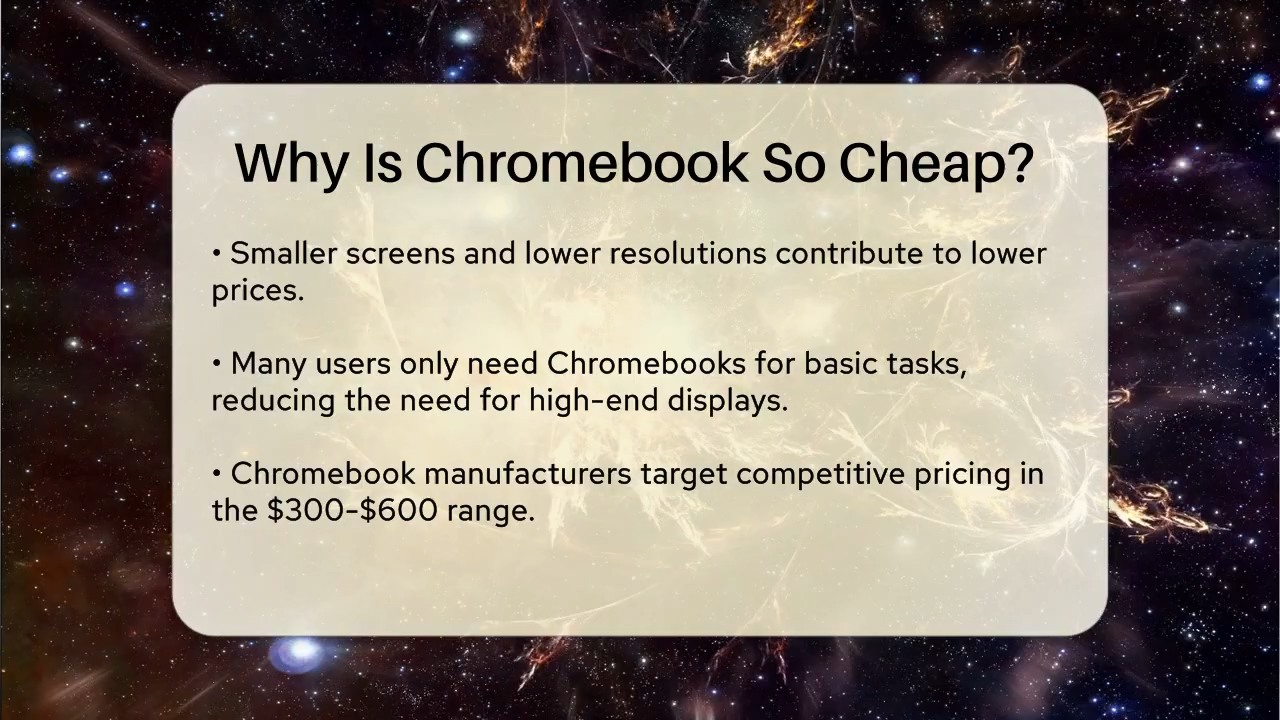 Why Is Chromebook So Cheap?
• Smaller screens and lower resolutions contribute to lower
prices.
• Many users only need Chromebooks for basic tasks,
reducing the need for high-end displays.
• Chromebook manufacturers target competitive pricing in
the $300-$600 range.